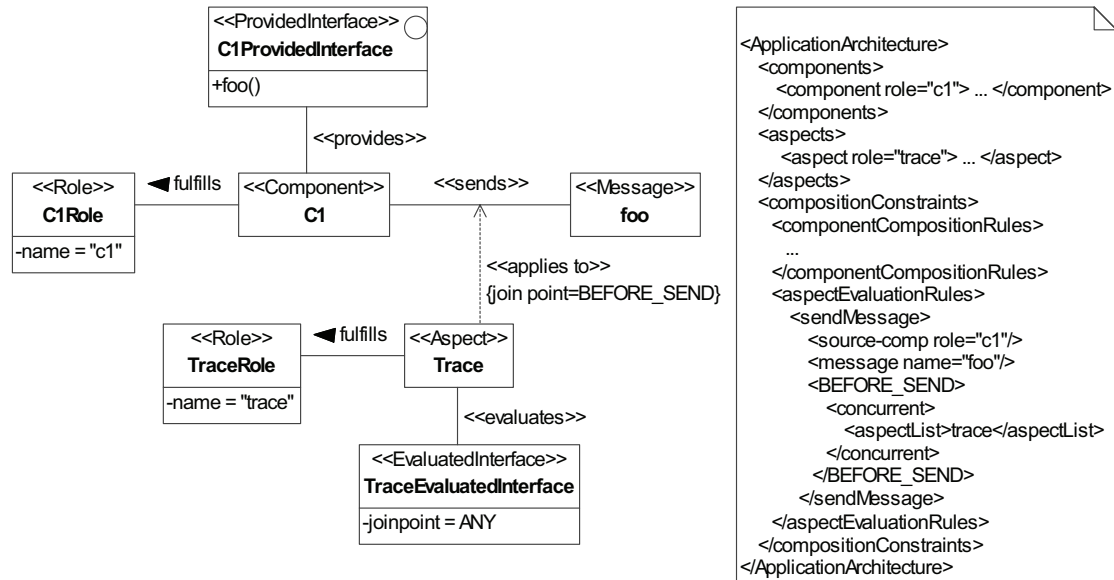 <<ProvidedInterface>>
C1ProvidedInterface
+foo()
<<provides>>
<<Role>>
C1Role
-name = "c1"
fulfills
<<Component>>
C1
<<sends>>
<<Message>>
foo
<<applies to>>
{join point=BEFORE_SEND}
<<Role>>
TraceRole
-name = "trace"
fulfills
<<Aspect>>
Trace
<<evaluates>>
<<EvaluatedInterface>>
TraceEvaluatedInterface
-joinpoint = ANY
<ApplicationArchitecture>
<components>
<component role="c1"> ... </component>
</components>
<aspects>
<aspect role="trace"> ... </aspect>
</aspects>
<compositionConstraints>
<componentCompositionRules>
...
</componentCompositionRules>
<aspectEvaluationRules>
<sendMessage>
<source-comp role="c1"/>
<message name="foo"/>
<BEFORE_SEND>
<concurrent>
<aspectList>trace</aspectList>
</concurrent>
</BEFORE_SEND>
</sendMessage>
</aspectEvaluationRules>
</compositionConstraints>
</ApplicationArchitecture>